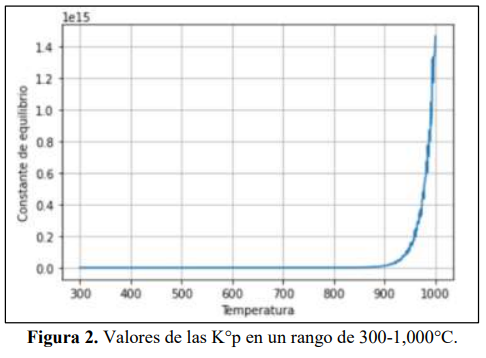 1e15
1.4
1.2
1.0
0.8
0.6
0.4
0.2
0.0
Constante de equilibrio
300 400 500 600 700 800 900 1000
Temperatura
Figura 2. Valores de las K°p en un rango de 300-1,000°C.